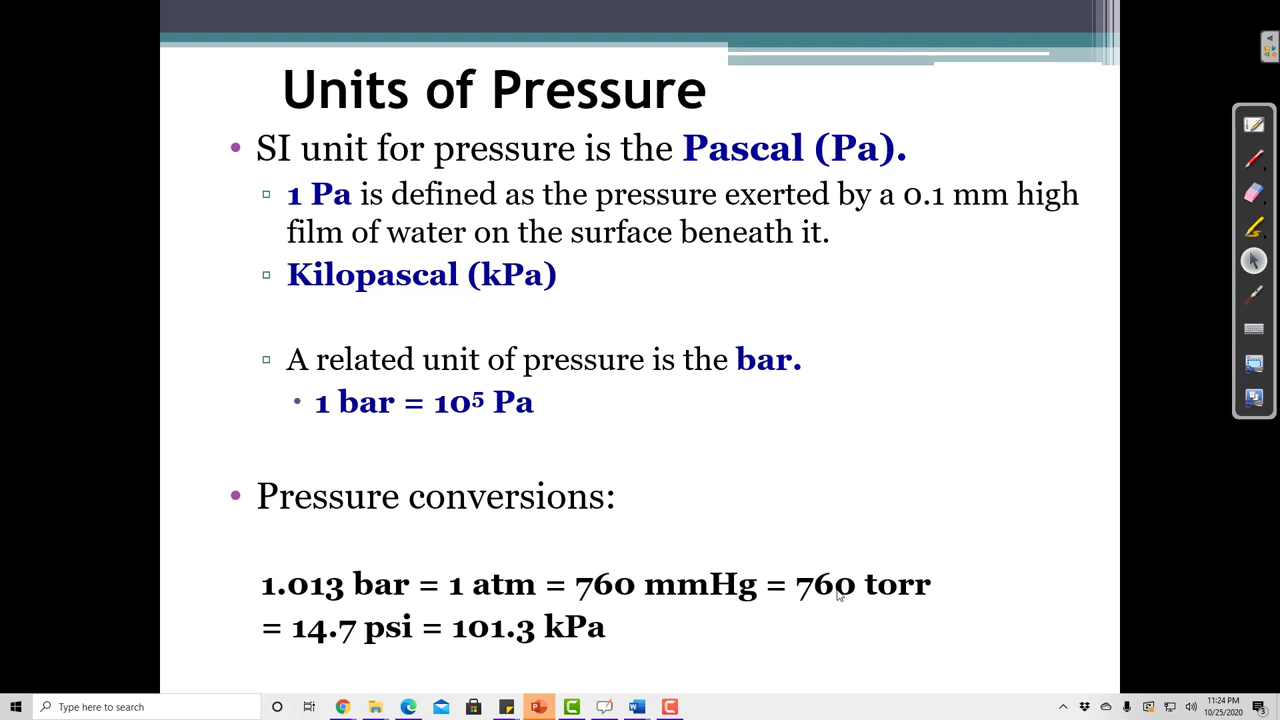 Units of Pressure
• SI unit for pressure is the Pascal (Pa).
▫ 1 Pa is defined as the pressure exerted by a 0.1 mm high
film of water on the surface beneath it.
▫ Kilopascal (kPa)
▫ A related unit of pressure is the bar.
• 1 bar = 10⁵ Pa
• Pressure conversions:
1.013 bar = 1 atm = 760 mmHg = 760 torr
= 14.7 psi = 101.3 kPa
Type here to search
11:24 PM
10/25/2020